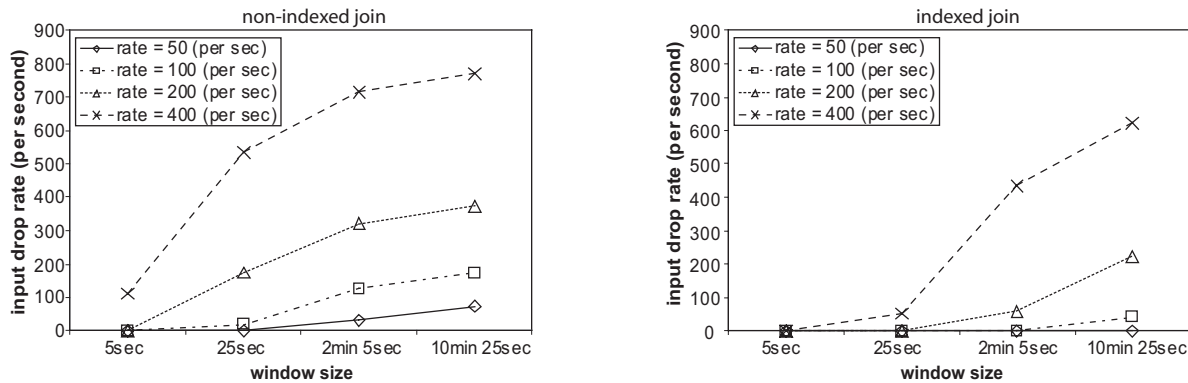 non-indexed join
900
800
700
600
500
400
300
200
100
0
input drop rate (per second)
rate = 50 (per sec)
rate = 100 (per sec)
rate = 200 (per sec)
rate = 400 (per sec)
5sec 25sec 2min 5sec 10min 25sec
window size
indexed join
900
800
700
600
500
400
300
200
100
0
input drop rate (per second)
rate = 50 (per sec)
rate = 100 (per sec)
rate = 200 (per sec)
rate = 400 (per sec)
5sec 25sec 2min 5sec 10min 25sec
window size